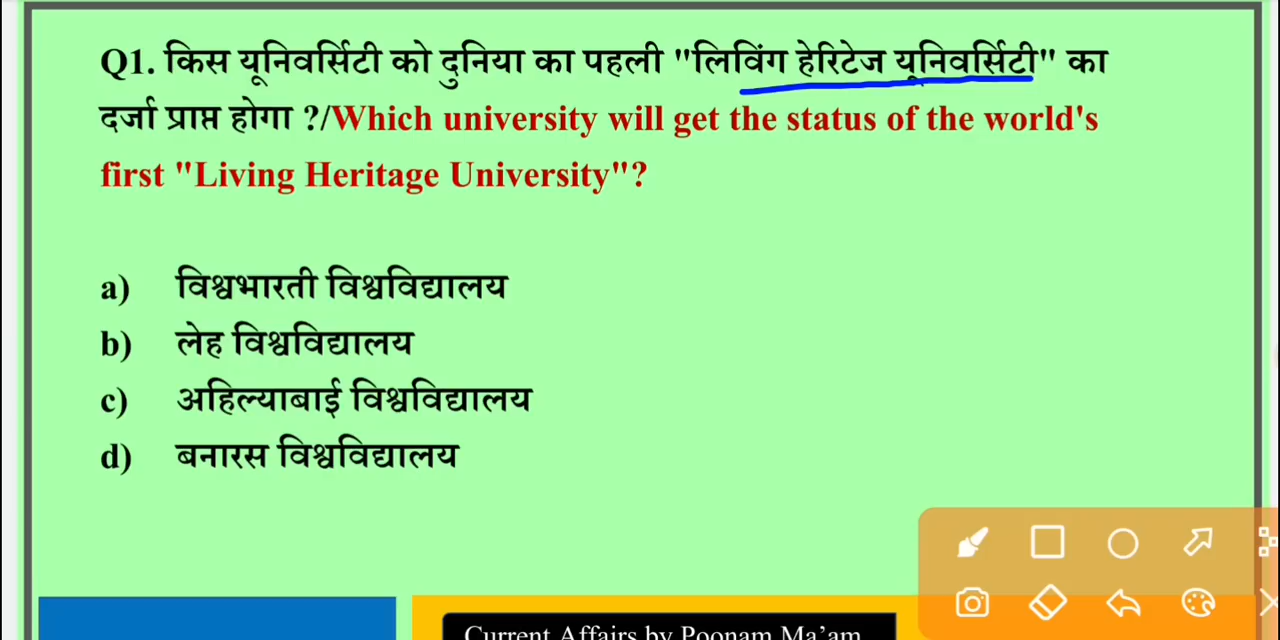 Q1. किस यूनिवर्सिटी को दुनिया का पहली "लिविंग हेरिटेज यूनिवर्सिटी" का
दर्जा प्राप्त होगा ?/Which university will get the status of the world's
first "Living Heritage University"?
a) विश्वभारती विश्वविद्यालय
b) लेह विश्वविद्यालय
c) अहिल्याबाई विश्वविद्यालय
d) बनारस विश्वविद्यालय
Current Affairs by Poonam Ma’am